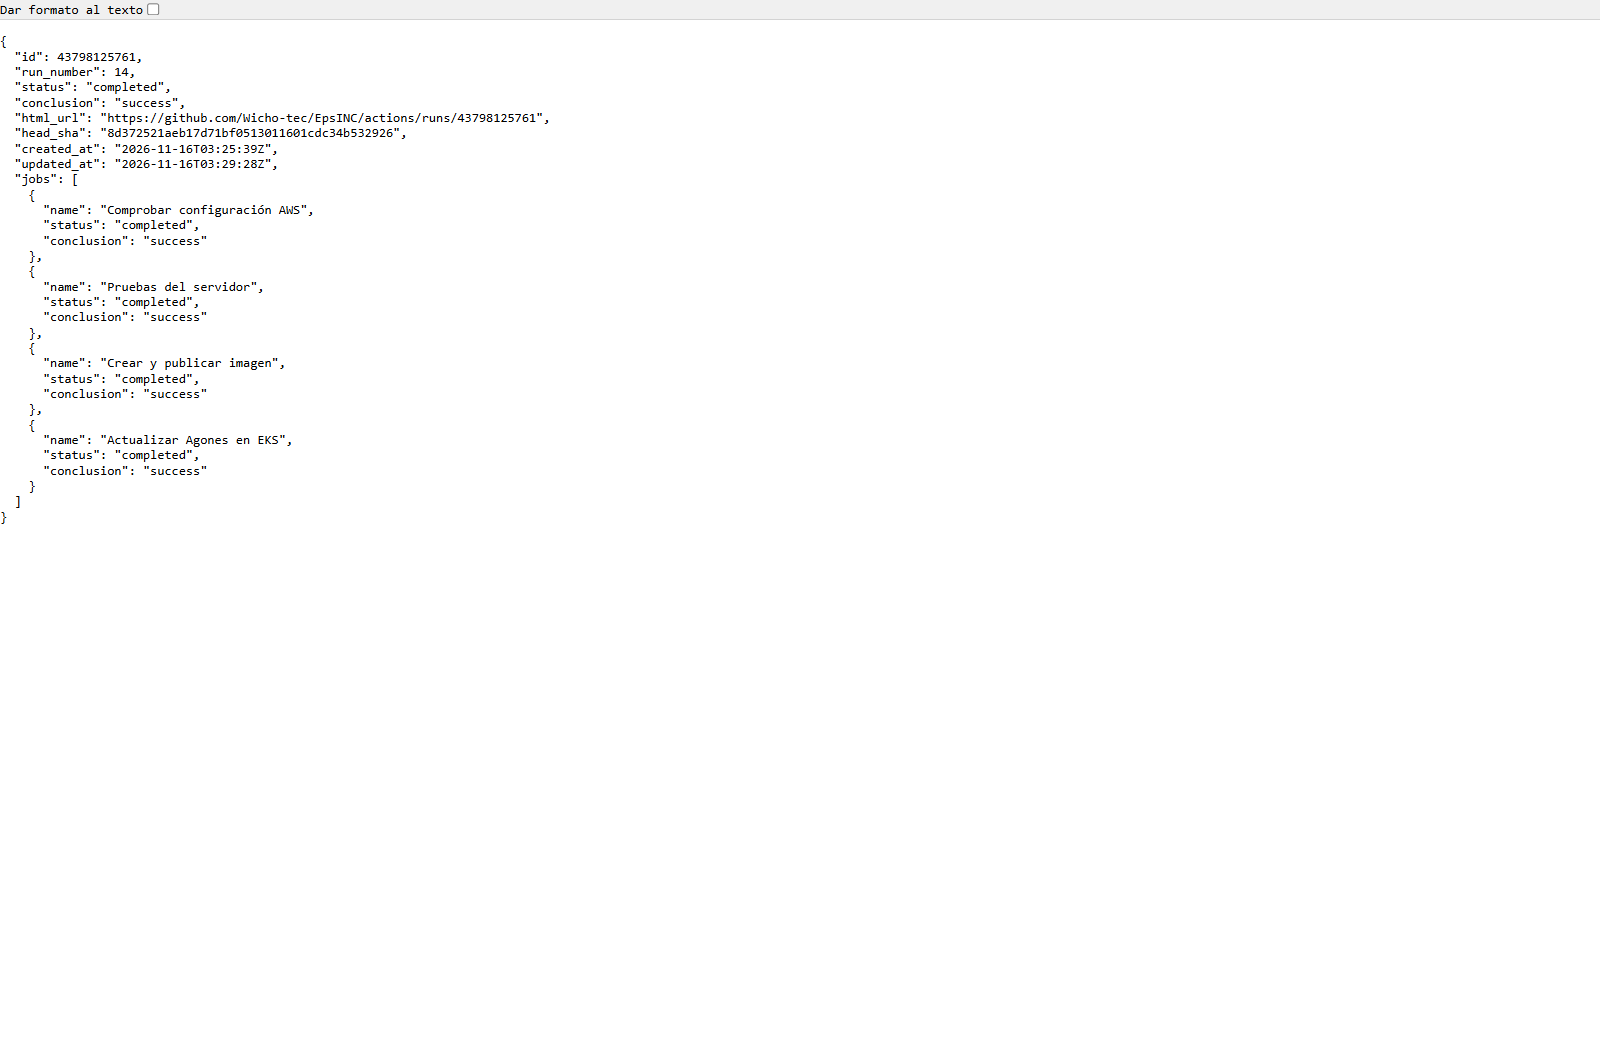 Dar formato al texto
{
  "id": 43798125761,
  "run_number": 14,
  "status": "completed",
  "conclusion": "success",
  "html_url": "https://github.com/Wicho-tec/EpsINC/actions/runs/43798125761",
  "head_sha": "8d372521aeb17d71bf0513011601cdc34b532926",
  "created_at": "2026-11-16T03:25:39Z",
  "updated_at": "2026-11-16T03:29:28Z",
  "jobs": [
    {
      "name": "Comprobar configuración AWS",
      "status": "completed",
      "conclusion": "success"
    },
    {
      "name": "Pruebas del servidor",
      "status": "completed",
      "conclusion": "success"
    },
    {
      "name": "Crear y publicar imagen",
      "status": "completed",
      "conclusion": "success"
    },
    {
      "name": "Actualizar Agones en EKS",
      "status": "completed",
      "conclusion": "success"
    }
  ]
}